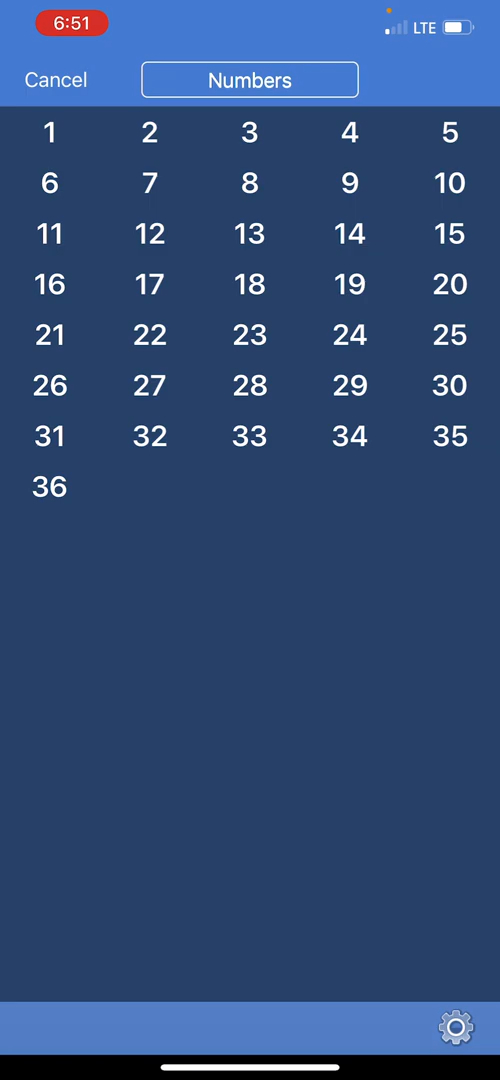 6:51 LTE
Cancel Numbers
1 2 3 4 5
6 7 8 9 10
11 12 13 14 15
16 17 18 19 20
21 22 23 24 25
26 27 28 29 30
31 32 33 34 35
36